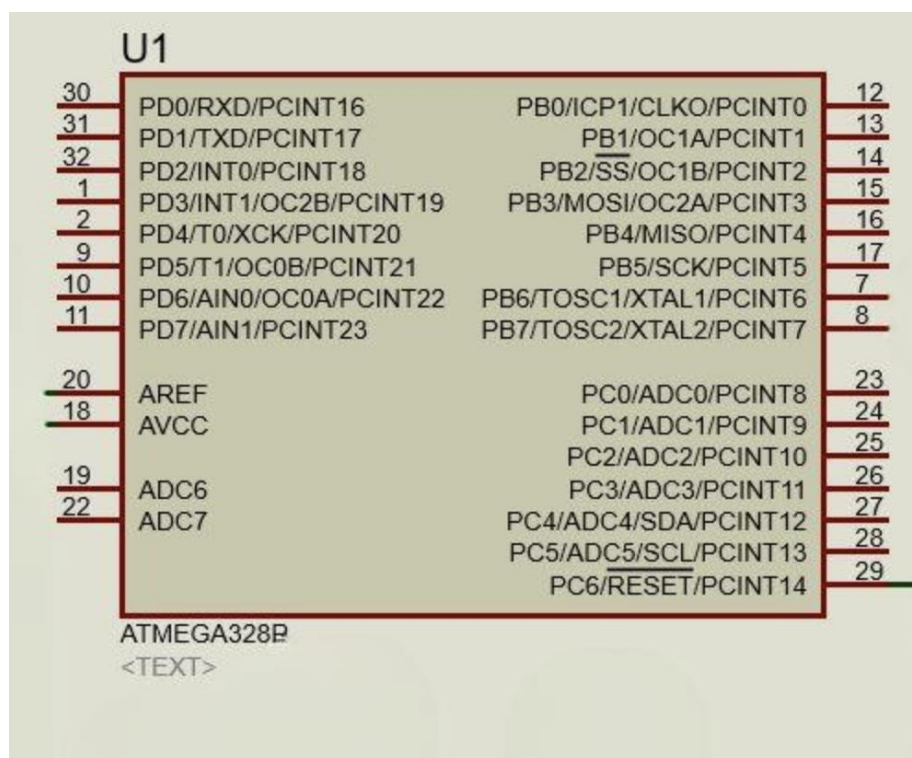 U1
30 PD0/RXD/PCINT16 PB0/ICP1/CLKO/PCINT0 12
31 PD1/TXD/PCINT17 PB1/OC1A/PCINT1 13
32 PD2/INT0/PCINT18 PB2/SS/OC1B/PCINT2 14
1 PD3/INT1/OC2B/PCINT19 PB3/MOSI/OC2A/PCINT3 15
2 PD4/T0/XCK/PCINT20 PB4/MISO/PCINT4 16
9 PD5/T1/OC0B/PCINT21 PB5/SCK/PCINT5 17
10 PD6/AIN0/OC0A/PCINT22 PB6/TOSC1/XTAL1/PCINT6 7
11 PD7/AIN1/PCINT23 PB7/TOSC2/XTAL2/PCINT7 8
20 AREF PC0/ADC0/PCINT8 23
18 AVCC PC1/ADC1/PCINT9 24
PC2/ADC2/PCINT10 25
19 ADC6 PC3/ADC3/PCINT11 26
22 ADC7 PC4/ADC4/SDA/PCINT12 27
PC5/ADC5/SCL/PCINT13 28
PC6/RESET/PCINT14 29
ATMEGA328P
<TEXT>